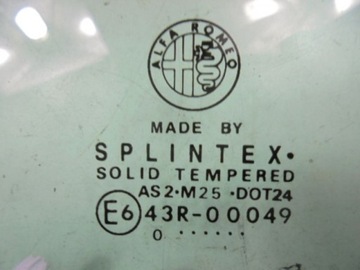 ALFA ROMEO
MADE BY
SPLINTEX•
SOLID TEMPERED
AS2•M25 •DOT24
E6 43R-00049
0 ••••••